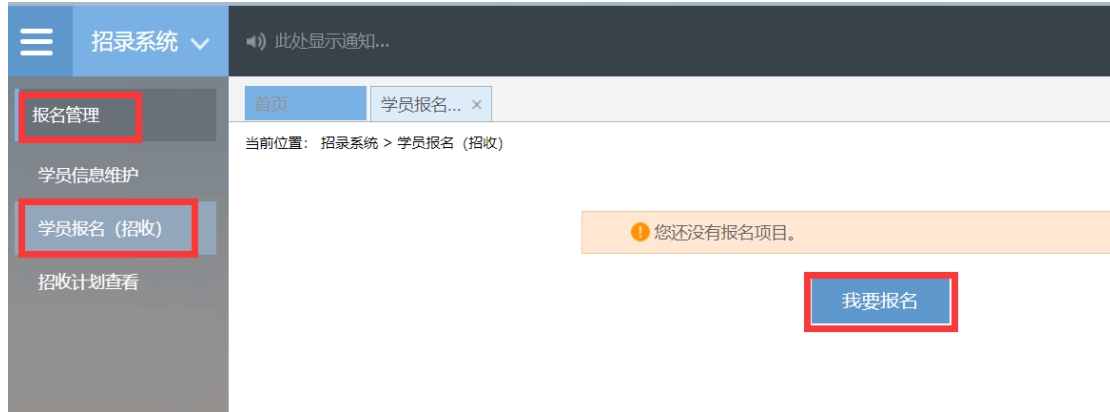 招录系统
此处显示通知...
报名管理
首页
学员报名... ×
当前位置： 招录系统 > 学员报名（招收）
学员信息维护
学员报名（招收）
您还没有报名项目。
招收计划查看
我要报名